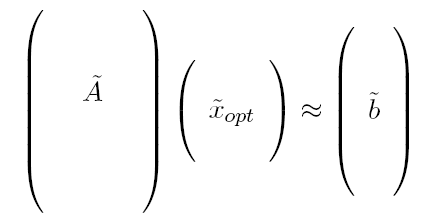 ( Ã ) ( x̃_opt ) ≈ ( b̃ )